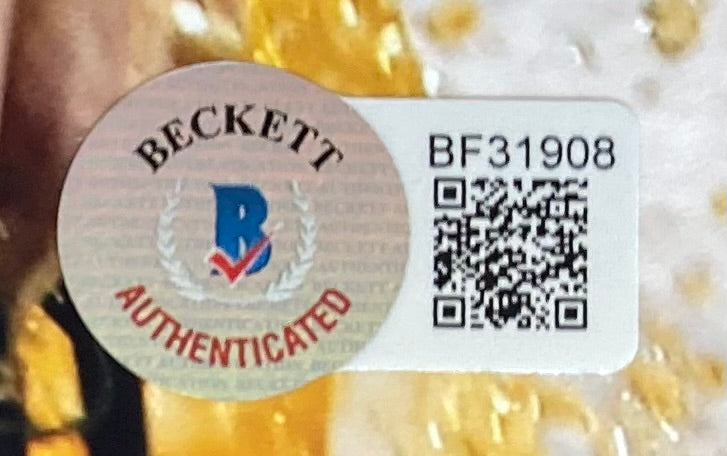 BECKETT
B
AUTHENTICATED
BF31908